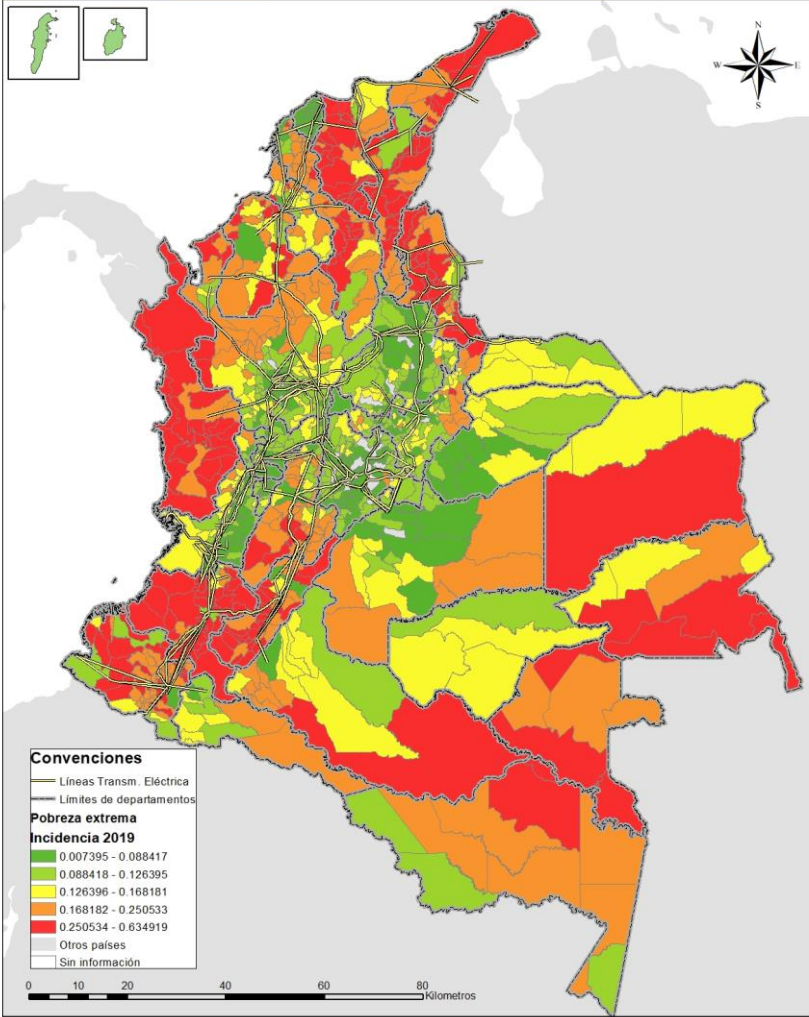 N
W E
S
Convenciones
Líneas Transm. Eléctrica
Límites de departamentos
Pobreza extrema
Incidencia 2019
0.007395 - 0.088417
0.088418 - 0.126395
0.126396 - 0.168181
0.168182 - 0.250533
0.250534 - 0.634919
Otros países
Sin información
0 10 20 40 60 80
Kilometros